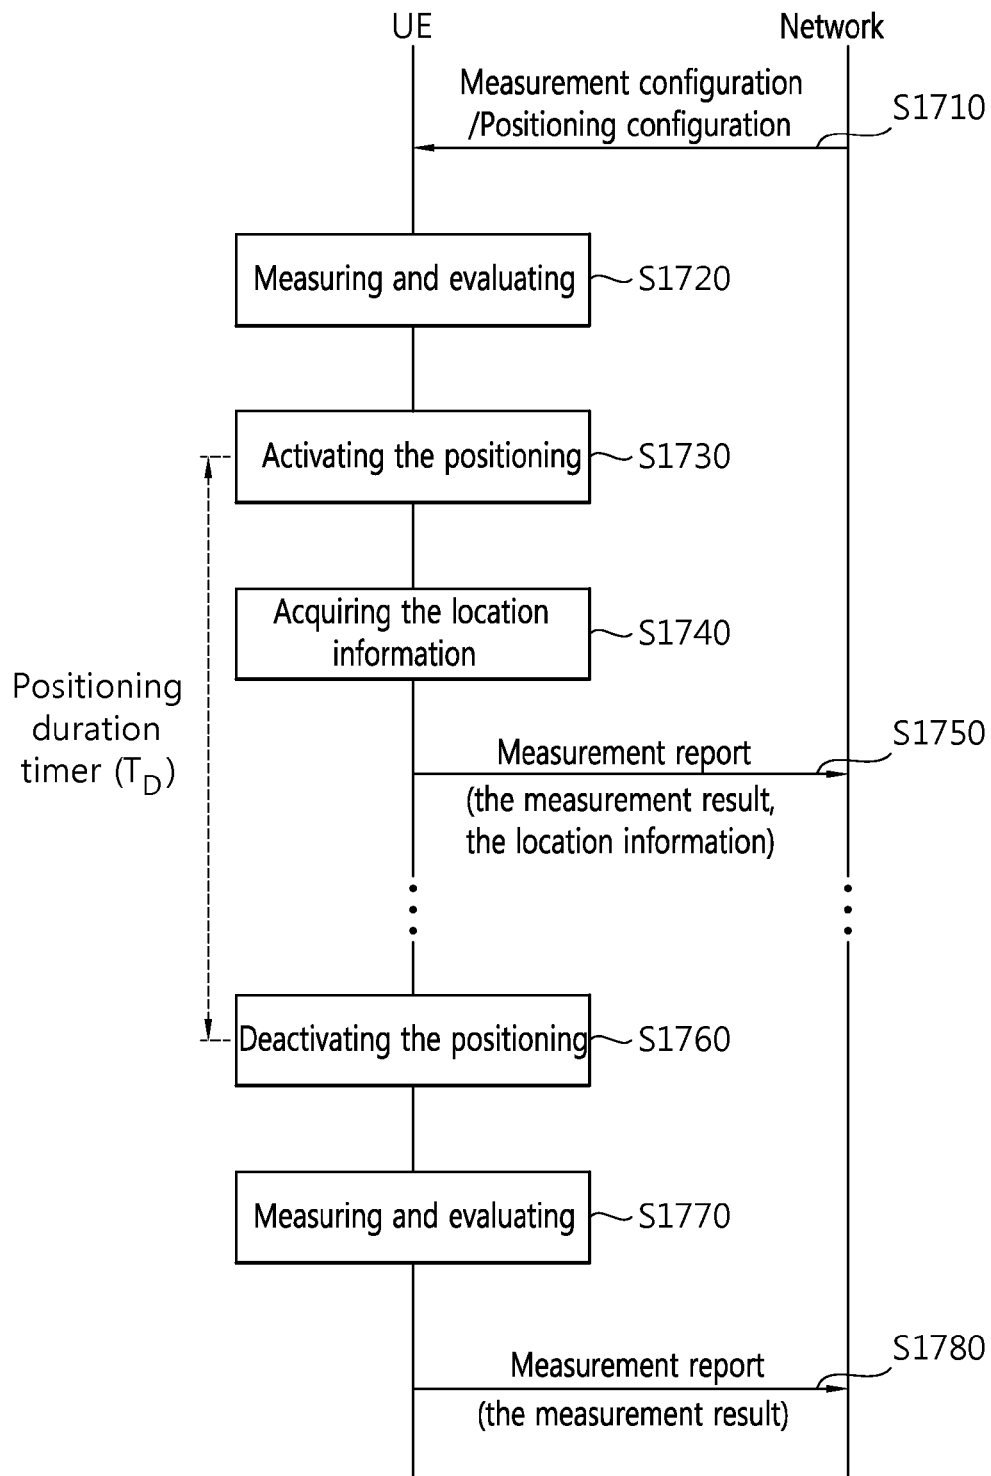 UE
Network
Measurement configuration
/Positioning configuration
S1710
Measuring and evaluating
S1720
Activating the positioning
S1730
Acquiring the location
information
S1740
Positioning
duration
timer (TD)
Measurement report
S1750
(the measurement result,
the location information)
Deactivating the positioning
S1760
Measuring and evaluating
S1770
Measurement report
S1780
(the measurement result)